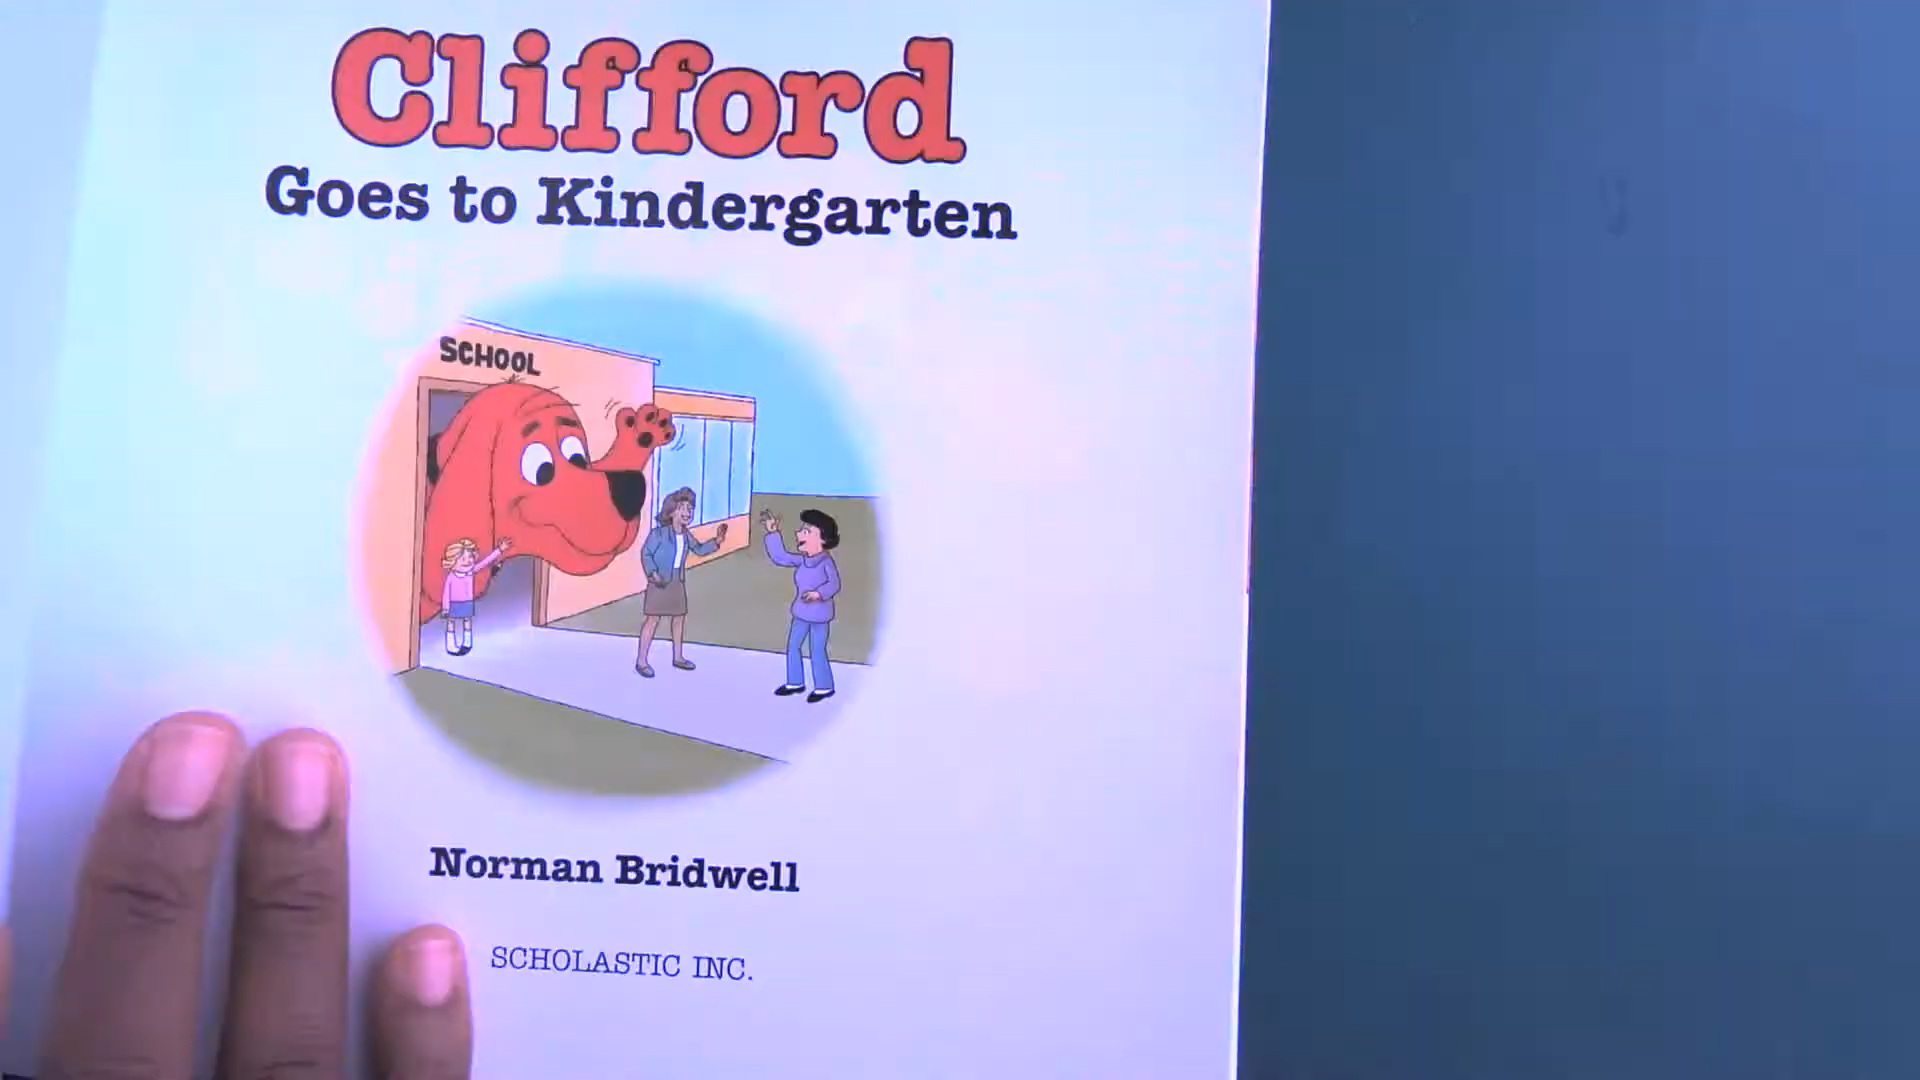 Clifford
Goes to Kindergarten
SCHOOL
Norman Bridwell
SCHOLASTIC INC.